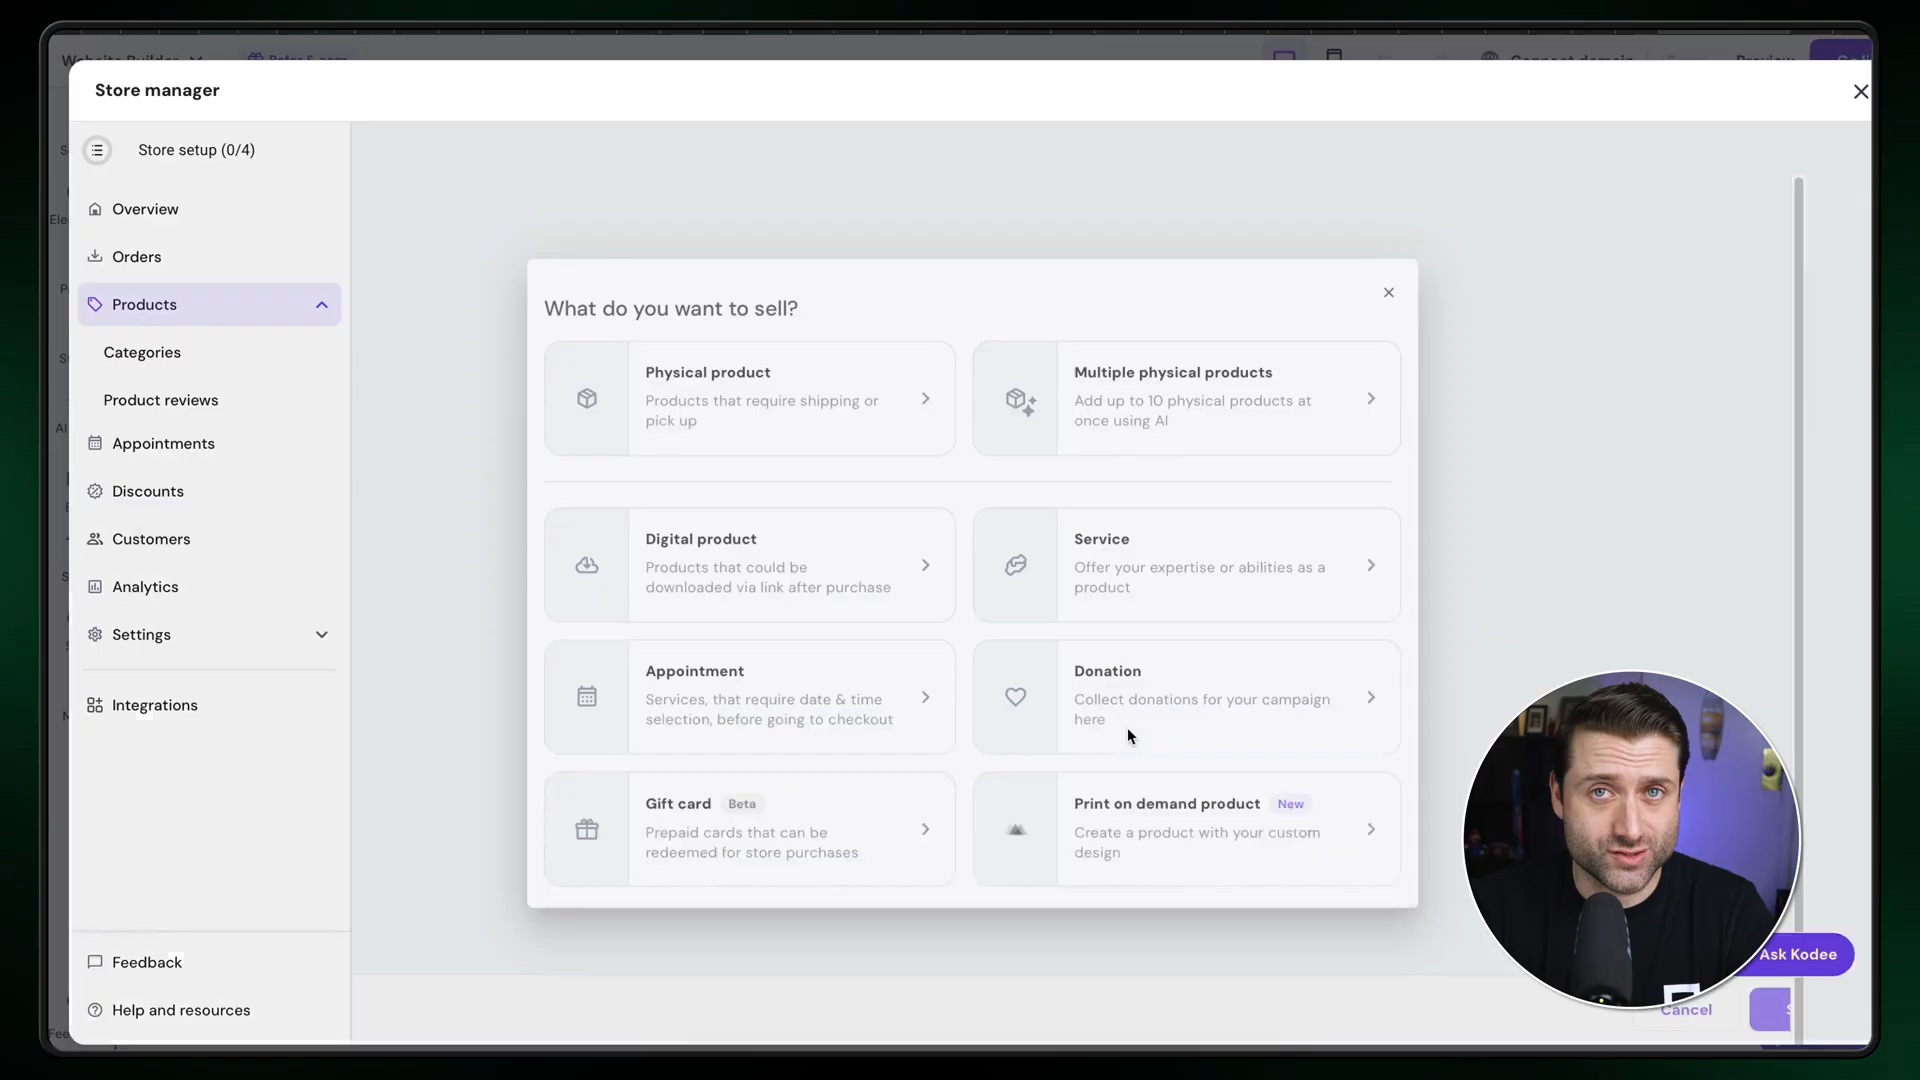 Store manager
Store setup (0/4)
Overview
Orders
Products
Categories
Product reviews
Appointments
Discounts
Customers
Analytics
Settings
Integrations
Feedback
Help and resources
What do you want to sell?
Physical product
Products that require shipping or
pick up
Multiple physical products
Add up to 10 physical products at
once using AI
Digital product
Products that could be
downloaded via link after purchase
Service
Offer your expertise or abilities as a
product
Appointment
Services, that require date & time
selection, before going to checkout
Donation
Collect donations for your campaign
here
Gift card Beta
Prepaid cards that can be
redeemed for store purchases
Print on demand product New
Create a product with your custom
design
Ask Kodee
Cancel